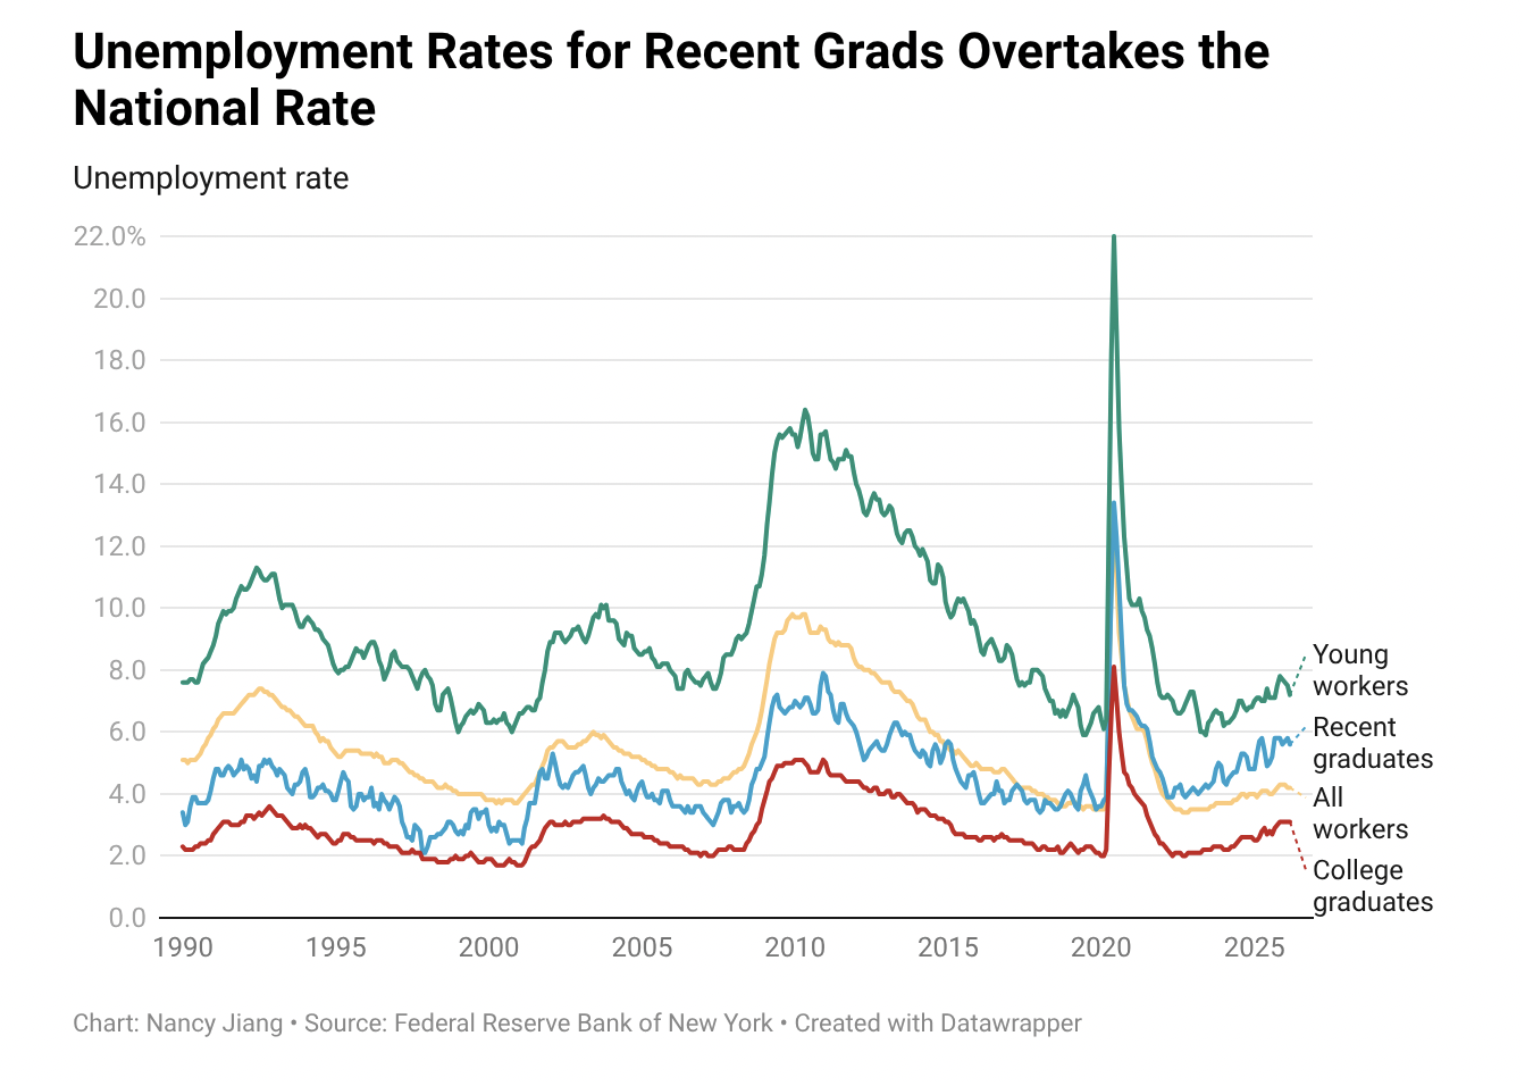 Unemployment Rates for Recent Grads Overtakes the
National Rate
Unemployment rate
22.0%
20.0
18.0
16.0
14.0
12.0
10.0
8.0
6.0
4.0
2.0
0.0
Young
workers
Recent
graduates
All
workers
College
graduates
1990 1995 2000 2005 2010 2015 2020 2025
Chart: Nancy Jiang • Source: Federal Reserve Bank of New York • Created with Datawrapper